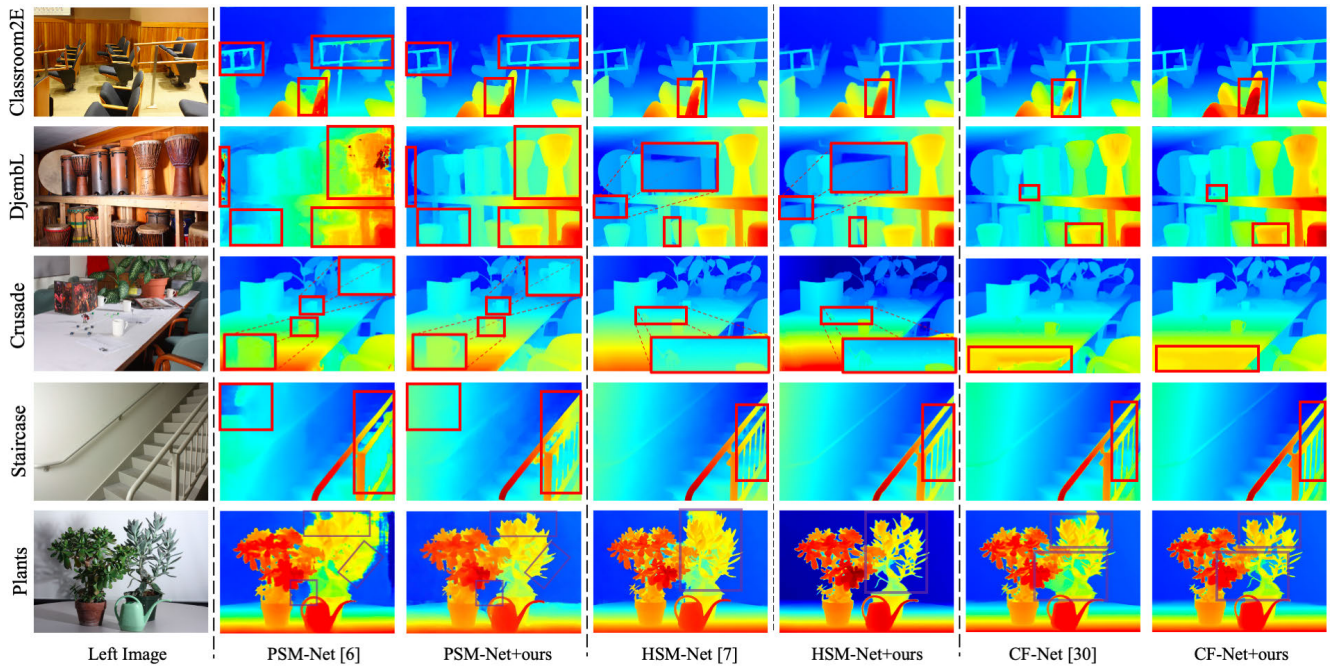 Classroom2E
DjembL
Crusade
Staircase
Plants
Left Image
PSM-Net [6]
PSM-Net+ours
HSM-Net [7]
HSM-Net+ours
CF-Net [30]
CF-Net+ours